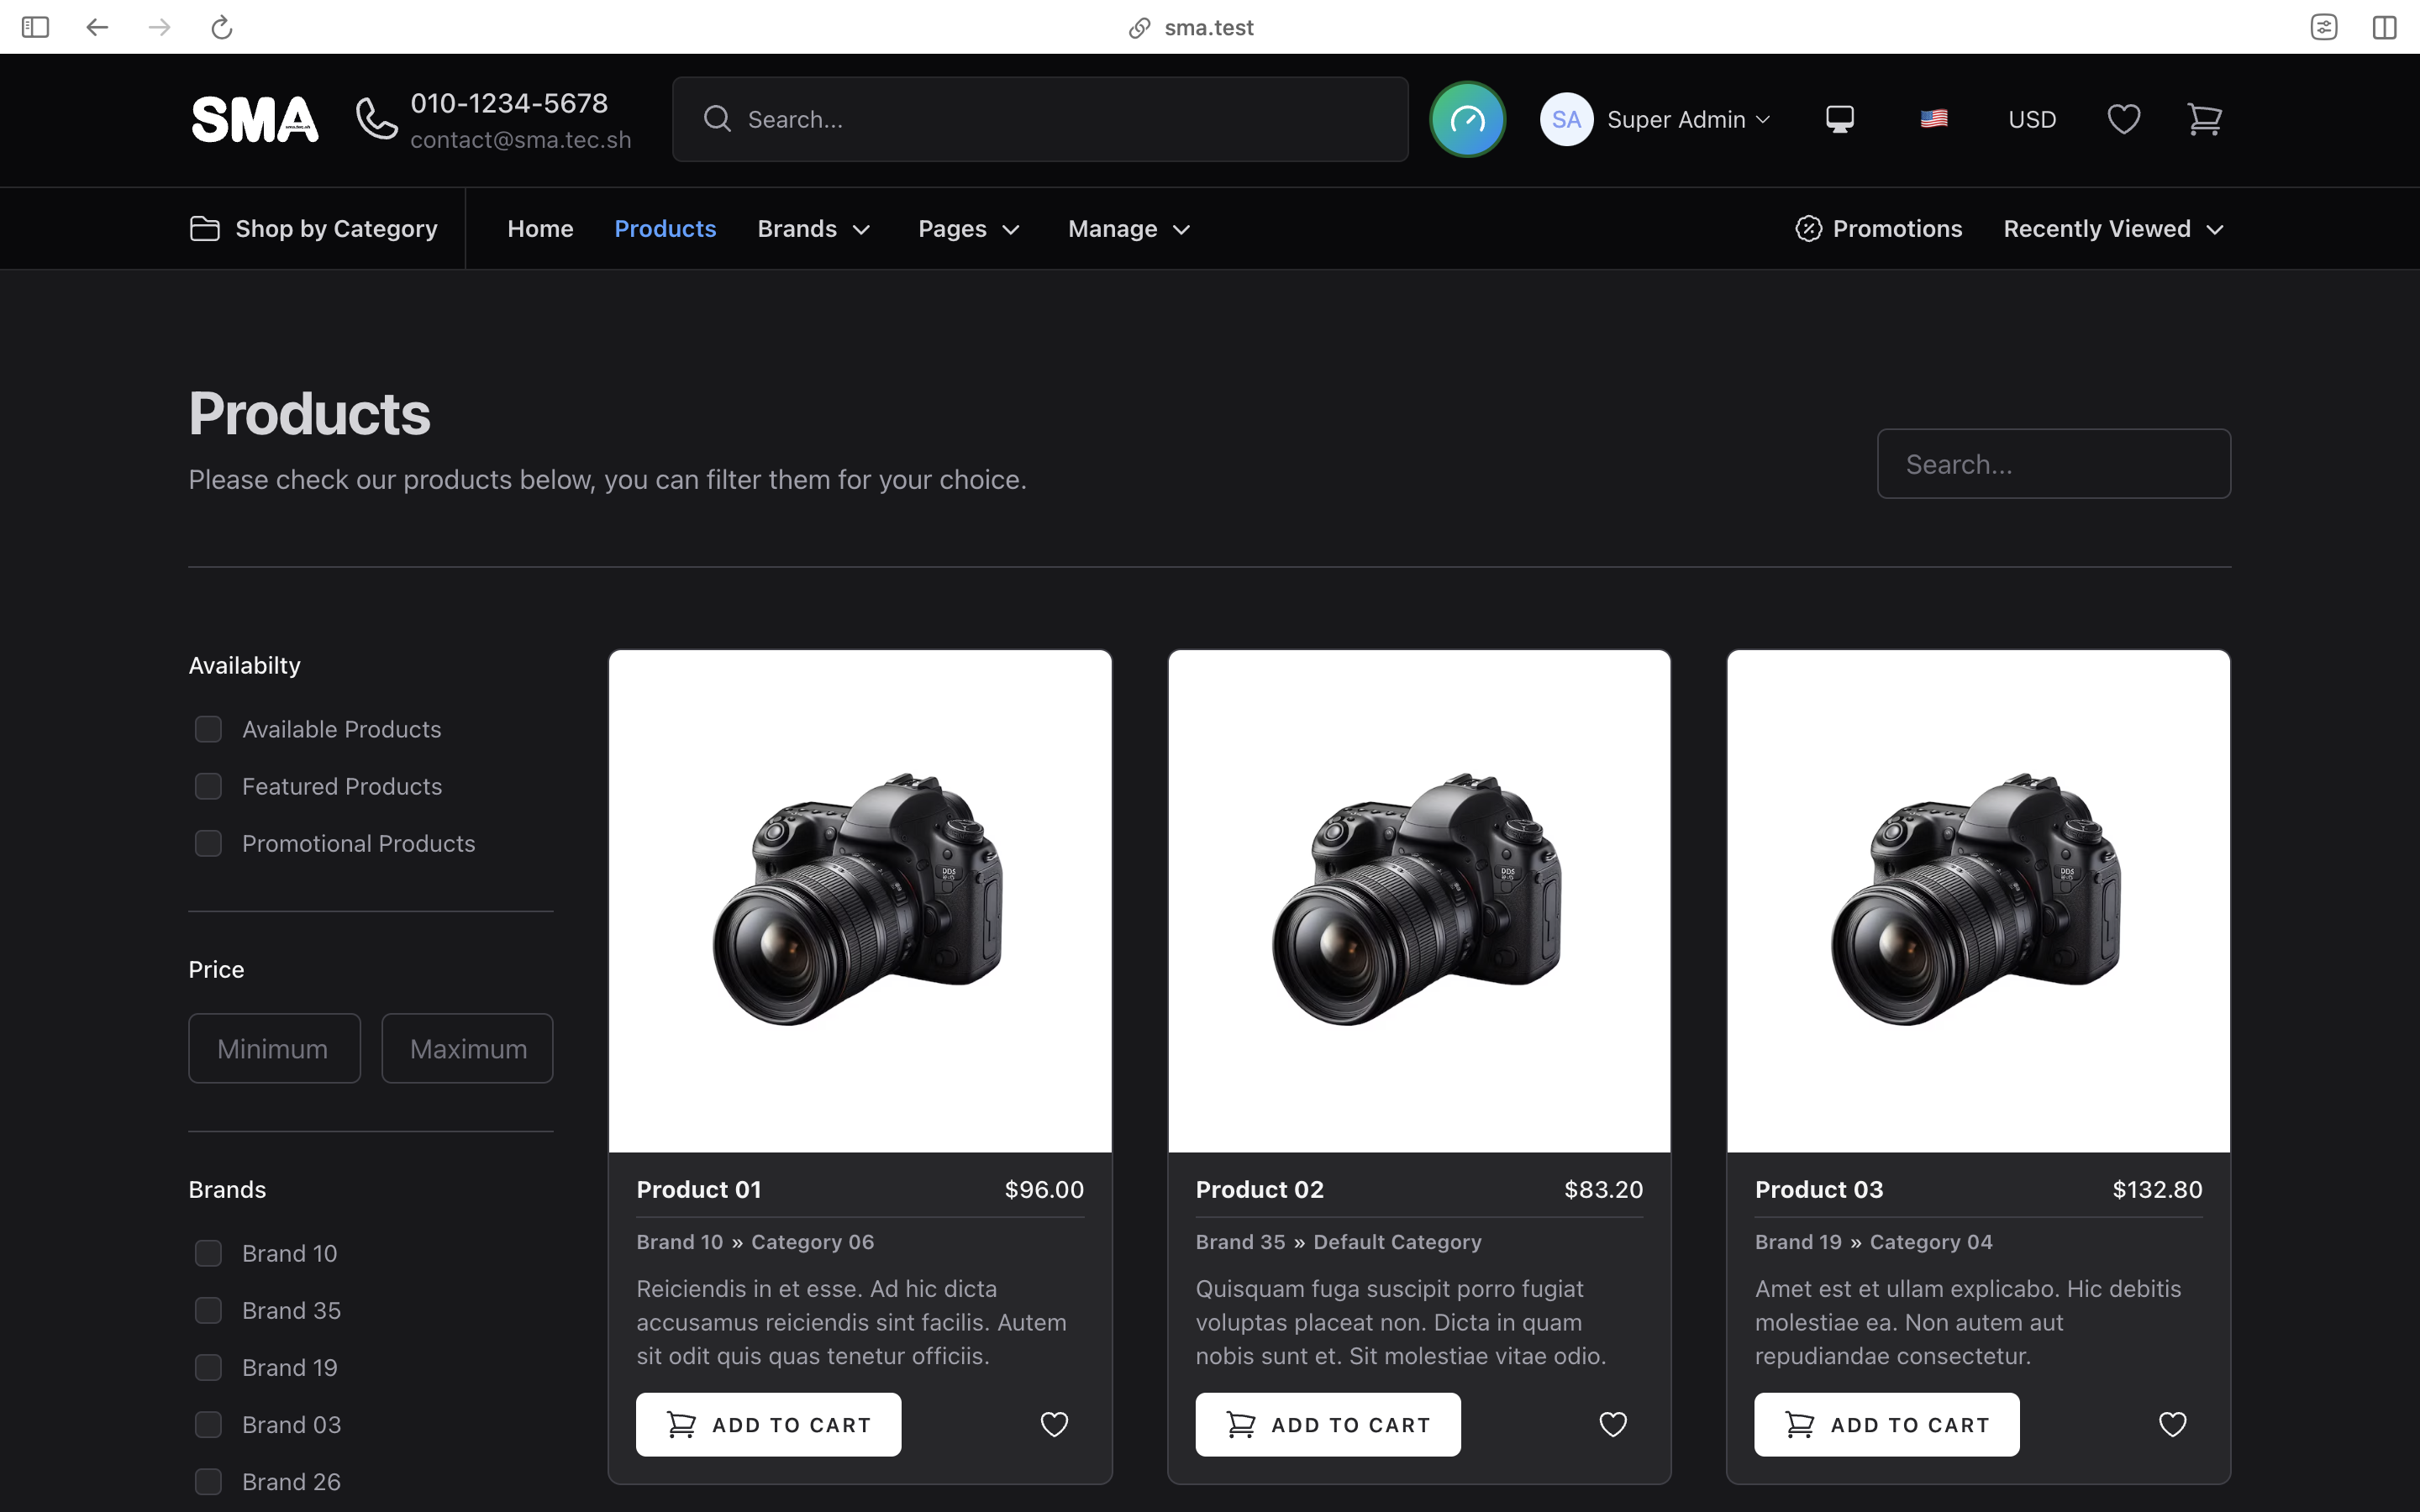 sma.test
SMA
010-1234-5678
contact@sma.tec.sh
Search...
SA
Super Admin
USD
Shop by Category
Home
Products
Brands
Pages
Manage
Promotions
Recently Viewed
Products
Please check our products below, you can filter them for your choice.
Search...
Availabilty
Available Products
Featured Products
Promotional Products
Price
Minimum
Maximum
Brands
Brand 10
Brand 35
Brand 19
Brand 03
Brand 26
Product 01
$96.00
Brand 10 » Category 06
Reiciendis in et esse. Ad hic dicta
accusamus reiciendis sint facilis. Autem
sit odit quis quas tenetur officiis.
ADD TO CART
Product 02
$83.20
Brand 35 » Default Category
Quisquam fuga suscipit porro fugiat
voluptas placeat non. Dicta in quam
nobis sunt et. Sit molestiae vitae odio.
ADD TO CART
Product 03
$132.80
Brand 19 » Category 04
Amet est et ullam explicabo. Hic debitis
molestiae ea. Non autem aut
repudiandae consectetur.
ADD TO CART